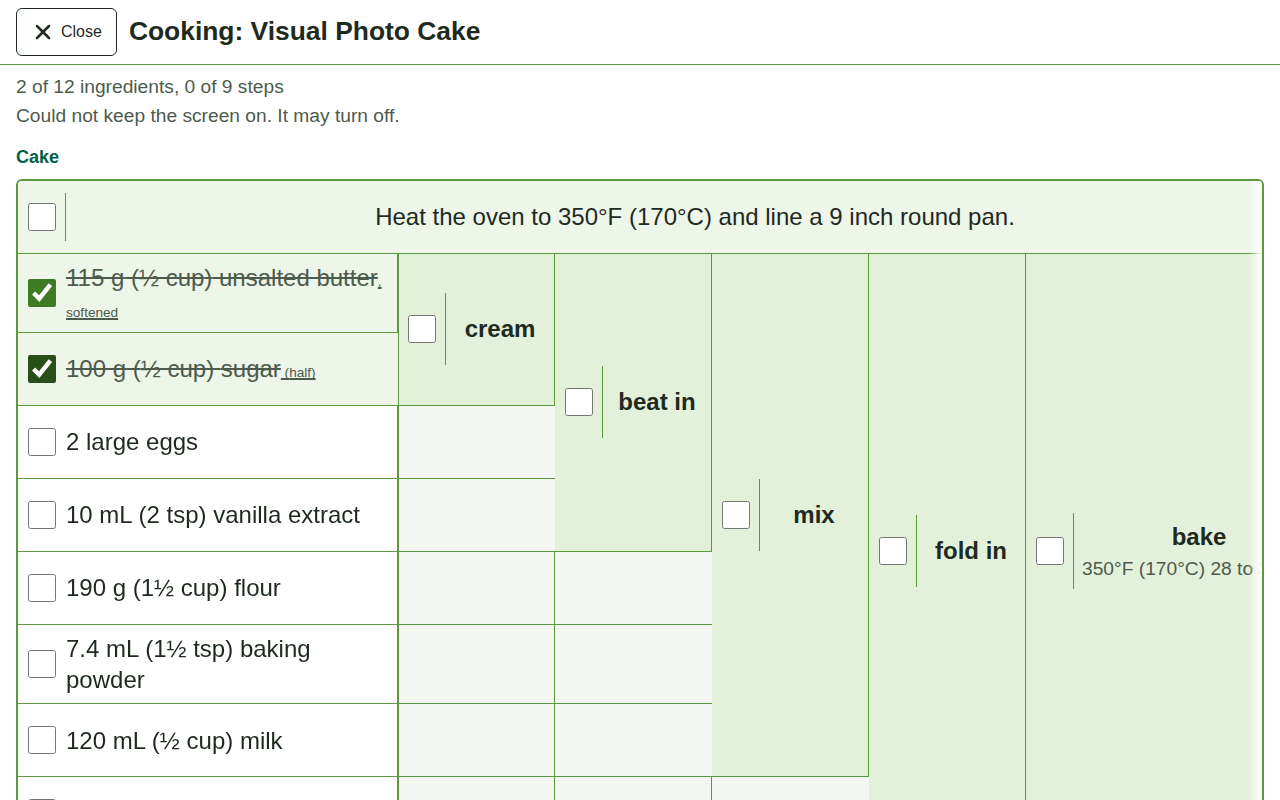 Close
Cooking: Visual Photo Cake
2 of 12 ingredients, 0 of 9 steps
Could not keep the screen on. It may turn off.
Cake
Heat the oven to 350°F (170°C) and line a 9 inch round pan.
115 g (½ cup) unsalted butter,
softened
cream
100 g (½ cup) sugar (half)
beat in
2 large eggs
10 mL (2 tsp) vanilla extract
mix
fold in
bake
350°F (170°C) 28 to
190 g (1½ cup) flour
7.4 mL (1½ tsp) baking
powder
120 mL (½ cup) milk